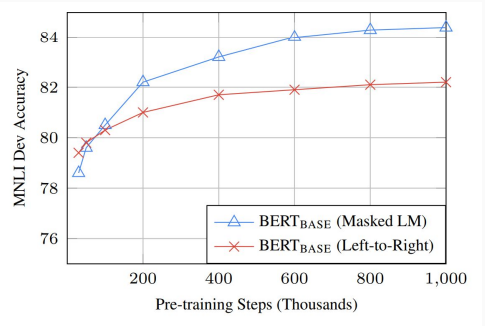 84
82
80
78
76
MNLI Dev Accuracy
BERTBASE (Masked LM)
BERTBASE (Left-to-Right)
200 400 600 800 1,000
Pre-training Steps (Thousands)